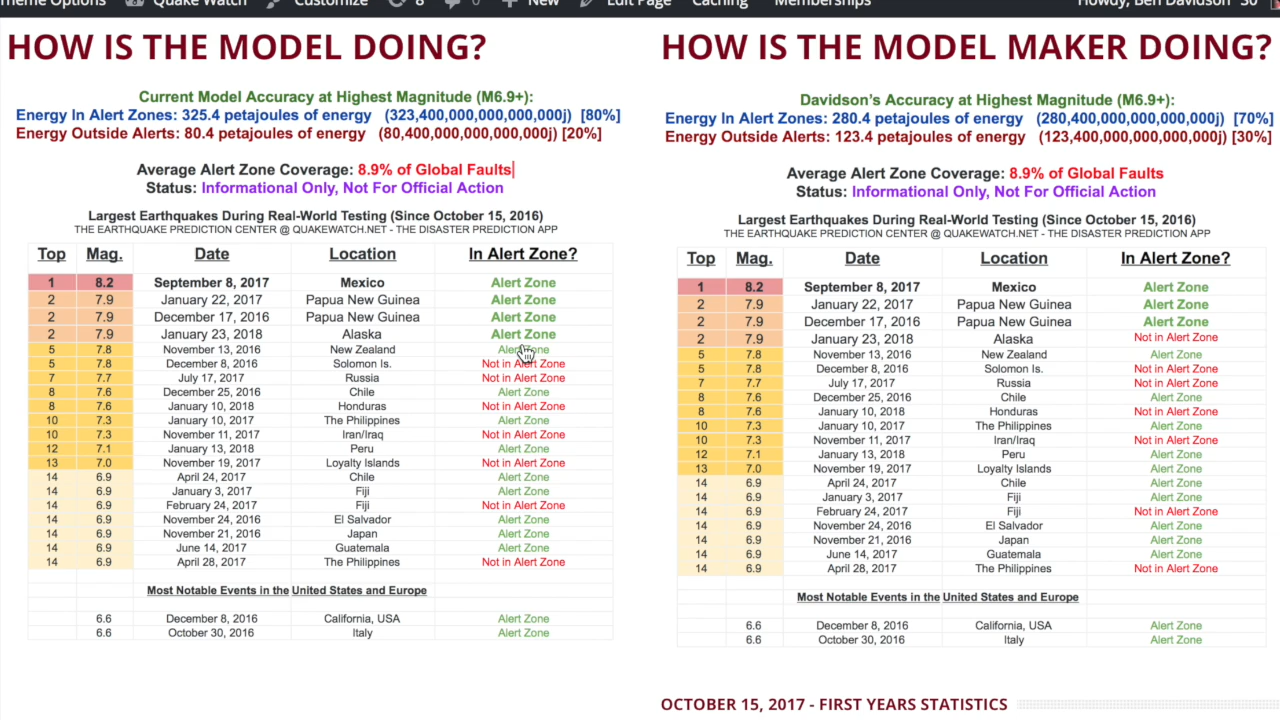 Theme Options Quake Watch Customize 8 0 New Edit Page Caching Memberships Howdy, Ben Davidson
HOW IS THE MODEL DOING?
Current Model Accuracy at Highest Magnitude (M6.9+):
Energy In Alert Zones: 325.4 petajoules of energy (323,400,000,000,000,000j) [80%]
Energy Outside Alerts: 80.4 petajoules of energy (80,400,000,000,000,000j) [20%]
Average Alert Zone Coverage: 8.9% of Global Faults
Status: Informational Only, Not For Official Action
Largest Earthquakes During Real-World Testing (Since October 15, 2016)
THE EARTHQUAKE PREDICTION CENTER @ QUAKEWATCH.NET - THE DISASTER PREDICTION APP
Top Mag. Date Location In Alert Zone?
1 8.2 September 8, 2017 Mexico Alert Zone
2 7.9 January 22, 2017 Papua New Guinea Alert Zone
2 7.9 December 17, 2016 Papua New Guinea Alert Zone
2 7.9 January 23, 2018 Alaska Alert Zone
5 7.8 November 13, 2016 New Zealand Alert Zone
5 7.8 December 8, 2016 Solomon Is. Not in Alert Zone
7 7.7 July 17, 2017 Russia Not in Alert Zone
8 7.6 December 25, 2016 Chile Alert Zone
8 7.6 January 10, 2018 Honduras Not in Alert Zone
10 7.3 January 10, 2017 The Philippines Alert Zone
10 7.3 November 11, 2017 Iran/Iraq Not in Alert Zone
12 7.1 January 13, 2018 Peru Alert Zone
13 7.0 November 19, 2017 Loyalty Islands Not in Alert Zone
14 6.9 April 24, 2017 Chile Alert Zone
14 6.9 January 3, 2017 Fiji Alert Zone
14 6.9 February 24, 2017 Fiji Not in Alert Zone
14 6.9 November 24, 2016 El Salvador Alert Zone
14 6.9 November 21, 2016 Japan Alert Zone
14 6.9 June 14, 2017 Guatemala Alert Zone
14 6.9 April 28, 2017 The Philippines Not in Alert Zone
Most Notable Events in the United States and Europe
6.6 December 8, 2016 California, USA Alert Zone
6.6 October 30, 2016 Italy Alert Zone
HOW IS THE MODEL MAKER DOING?
Davidson's Accuracy at Highest Magnitude (M6.9+):
Energy In Alert Zones: 280.4 petajoules of energy (280,400,000,000,000,000j) [70%]
Energy Outside Alerts: 123.4 petajoules of energy (123,400,000,000,000,000j) [30%]
Average Alert Zone Coverage: 8.9% of Global Faults
Status: Informational Only, Not For Official Action
Largest Earthquakes During Real-World Testing (Since October 15, 2016)
THE EARTHQUAKE PREDICTION CENTER @ QUAKEWATCH.NET - THE DISASTER PREDICTION APP
Top Mag. Date Location In Alert Zone?
1 8.2 September 8, 2017 Mexico Alert Zone
2 7.9 January 22, 2017 Papua New Guinea Alert Zone
2 7.9 December 17, 2016 Papua New Guinea Alert Zone
2 7.9 January 23, 2018 Alaska Not in Alert Zone
5 7.8 November 13, 2016 New Zealand Alert Zone
5 7.8 December 8, 2016 Solomon Is. Not in Alert Zone
7 7.7 July 17, 2017 Russia Not in Alert Zone
8 7.6 December 25, 2016 Chile Alert Zone
8 7.6 January 10, 2018 Honduras Not in Alert Zone
10 7.3 January 10, 2017 The Philippines Alert Zone
10 7.3 November 11, 2017 Iran/Iraq Not in Alert Zone
12 7.1 January 13, 2018 Peru Alert Zone
13 7.0 November 19, 2017 Loyalty Islands Alert Zone
14 6.9 April 24, 2017 Chile Alert Zone
14 6.9 January 3, 2017 Fiji Alert Zone
14 6.9 February 24, 2017 Fiji Not in Alert Zone
14 6.9 November 24, 2016 El Salvador Alert Zone
14 6.9 November 21, 2016 Japan Alert Zone
14 6.9 June 14, 2017 Guatemala Alert Zone
14 6.9 April 28, 2017 The Philippines Not in Alert Zone
Most Notable Events in the United States and Europe
6.6 December 8, 2016 California, USA Alert Zone
6.6 October 30, 2016 Italy Alert Zone
OCTOBER 15, 2017 - FIRST YEARS STATISTICS